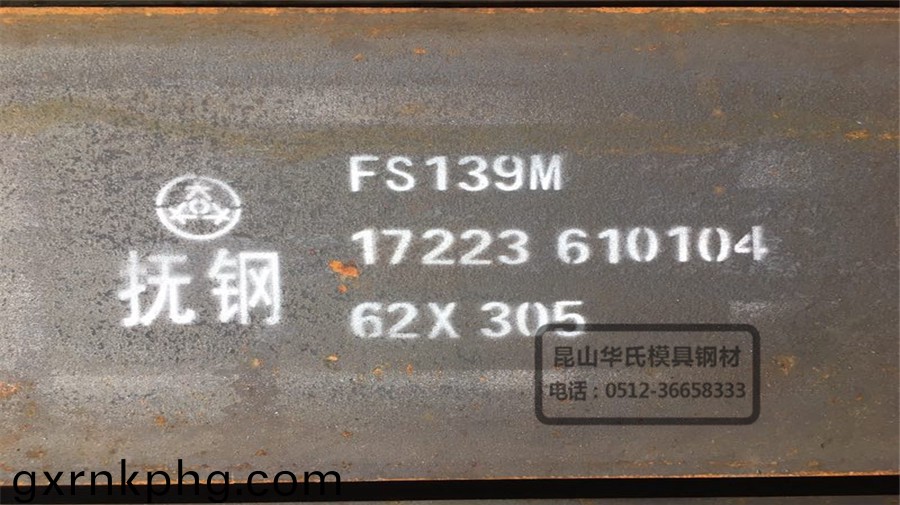 抚钢
FS139M
17223 610104
62X 305
昆山华氏模具钢材
电话：0512-36658333
gxrnkphg.com